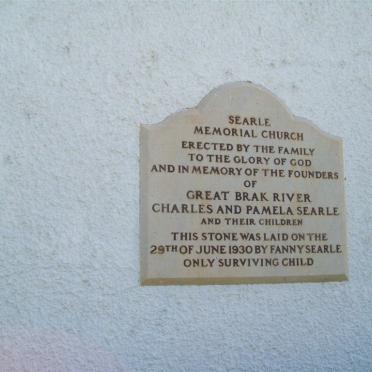 SEARLE
MEMORIAL CHURCH
ERECTED BY THE FAMILY
TO THE GLORY OF GOD
AND IN MEMORY OF THE FOUNDERS
OF
GREAT BRAK RIVER
CHARLES AND PAMELA SEARLE
AND THEIR CHILDREN
THIS STONE WAS LAID ON THE
29TH OF JUNE 1930 BY FANNY SEARLE
ONLY SURVIVING CHILD